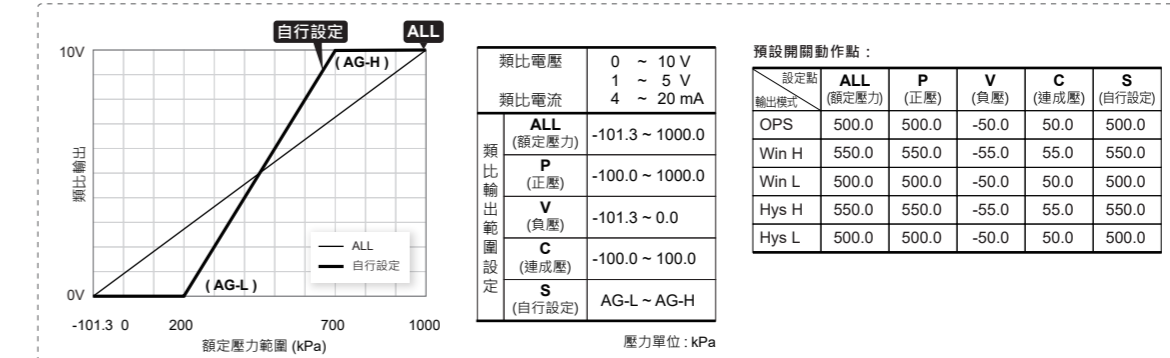 自行設定
ALL
10V
( AG-H )
類比輸出
ALL
自行設定
( AG-L )
0V
-101.3 0 200 700 1000
額定壓力範圍 (kPa)
類比電壓 0 ~ 10 V
1 ~ 5 V
類比電流 4 ~ 20 mA
類比輸出範圍設定
ALL
(額定壓力) -101.3 ~ 1000.0
P
(正壓) -100.0 ~ 1000.0
V
(負壓) -101.3 ~ 0.0
C
(連成壓) -100.0 ~ 100.0
S
(自行設定) AG-L ~ AG-H
壓力單位 : kPa
預設開關動作點 :
設定點 ALL P V C S
輸出模式 (額定壓力) (正壓) (負壓) (連成壓) (自行設定)
OPS 500.0 500.0 -50.0 50.0 500.0
Win H 550.0 550.0 -55.0 55.0 550.0
Win L 500.0 500.0 -50.0 50.0 500.0
Hys H 550.0 550.0 -55.0 55.0 550.0
Hys L 500.0 500.0 -50.0 50.0 500.0